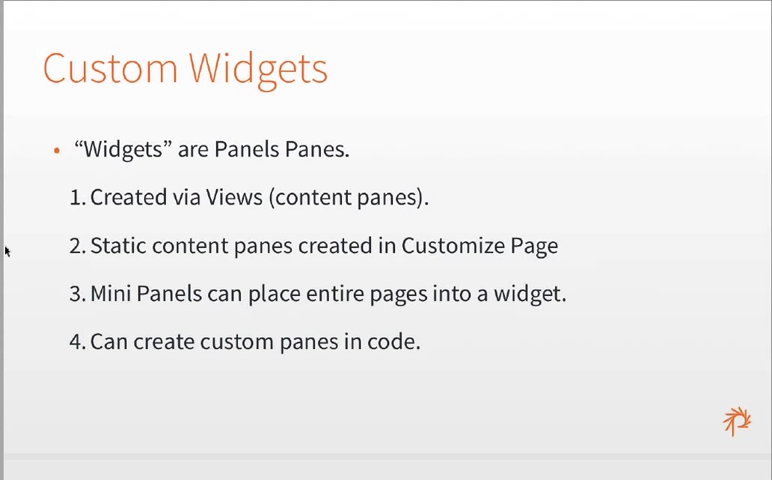 Custom Widgets
• “Widgets” are Panels Panes.
1. Created via Views (content panes).
2. Static content panes created in Customize Page
3. Mini Panels can place entire pages into a widget.
4. Can create custom panes in code.